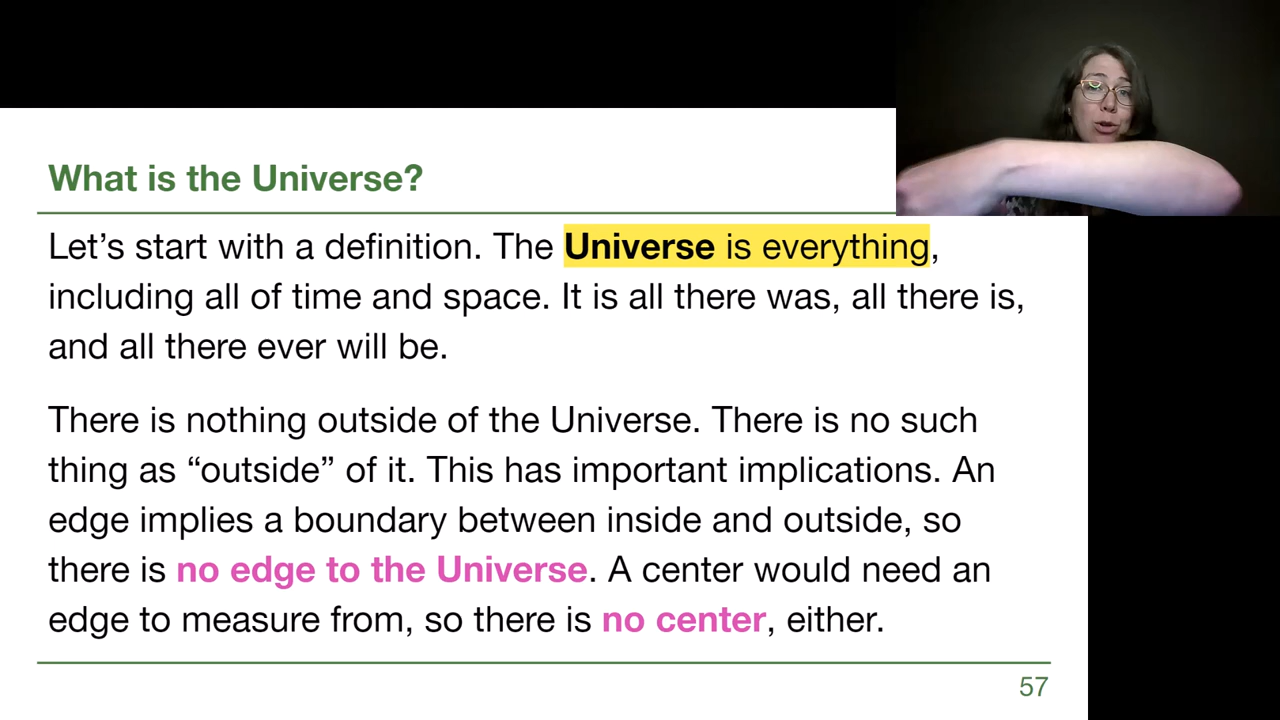 What is the Universe?
Let’s start with a definition. The Universe is everything,
including all of time and space. It is all there was, all there is,
and all there ever will be.
There is nothing outside of the Universe. There is no such
thing as “outside” of it. This has important implications. An
edge implies a boundary between inside and outside, so
there is no edge to the Universe. A center would need an
edge to measure from, so there is no center, either.
57